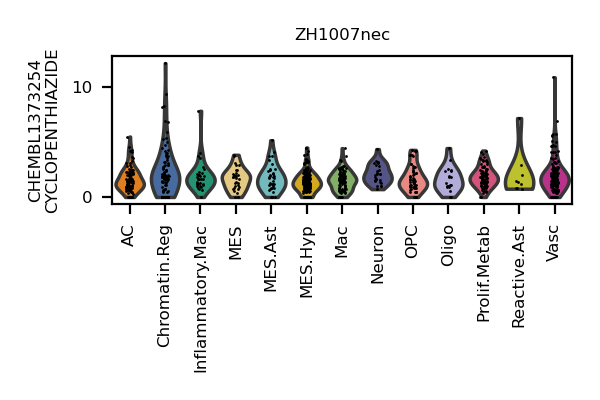 ZH1007nec
CHEMBL1373254
CYCLOPENTHIAZIDE
10
0
AC
Chromatin.Reg
Inflammatory.Mac
MES
MES.Ast
MES.Hyp
Mac
Neuron
OPC
Oligo
Prolif.Metab
Reactive.Ast
Vasc